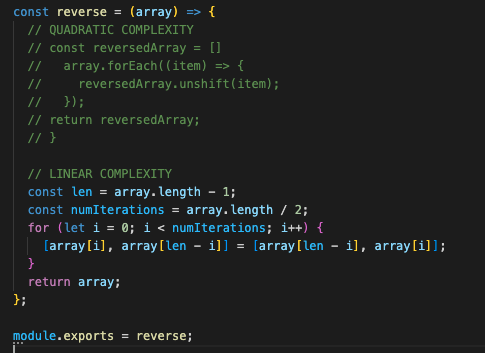 const reverse = (array) => {
  // QUADRATIC COMPLEXITY
  // const reversedArray = []
  //   array.forEach((item) => {
  //     reversedArray.unshift(item);
  //   });
  // return reversedArray;
  // }

  // LINEAR COMPLEXITY
  const len = array.length - 1;
  const numIterations = array.length / 2;
  for (let i = 0; i < numIterations; i++) {
    [array[i], array[len - i]] = [array[len - i], array[i]];
  }
  return array;
};

module.exports = reverse;